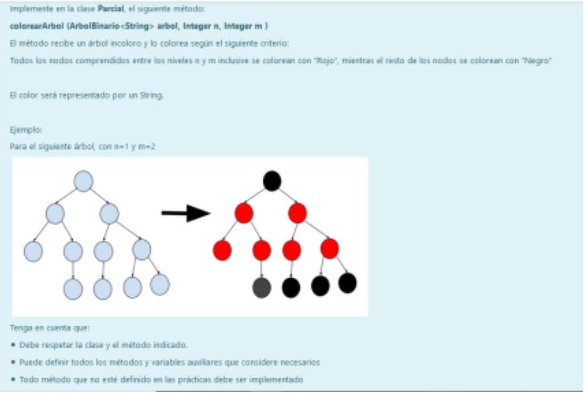 Implemente en la clase Parcial, el siguiente método:
colorearArbol (ArbolBinario<String> arbol, Integer n, Integer m )
El método recibe un árbol incoloro y lo colorea según el siguiente criterio:
Todos los nodos comprendidos entre los niveles n y m inclusive se colorean con "Rojo", mientras el resto de los nodos se colorean con "Negro"
El color será representado por un String.
Ejemplo:
Para el siguiente árbol, con n=1 y m=2
Tenga en cuenta que:
• Debe respetar la clase y el método indicado.
• Puede definir todos los métodos y variables auxiliares que considere necesarios
• Todo método que no esté definido en las prácticas debe ser implementado